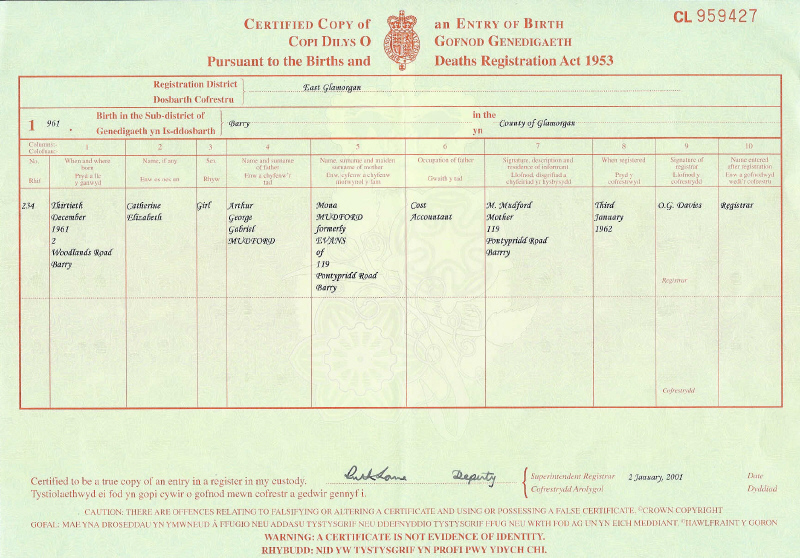 CERTIFIED COPY OF an ENTRY OF BIRTH
COPI DILYS O GOFNOD GENEDIGAETH
Pursuant to the Births and Deaths Registration Act 1953
CL 959427
Registration District East Glamorgan
Dosbarth Cofrestru
1 961 . Birth in the Sub-district of Barry in the County of Glamorgan
Genedigaeth yn Is-ddosbarth yn
Columns:- 1 2 3 4 5 6 7 8 9 10
Colofnau:-
No. When and where born Name, if any Sex Name and surname of father Name, surname and maiden surname of mother Occupation of father Signature, description and residence of informant When registered Signature of registrar Name entered after registration
Rhif Pryd a lle y ganwyd Enw os oes un Rhyw Enw a chyfenw'r tad Enw, cyfenw a chyfenw morwynol y fam Gwaith y tad Llofnod, disgrifiad a chyfeiriad yr hysbysydd Pryd y cofrestrwyd Llofnod y cofrestrydd Enw a gofnodwyd wedi'r cofrestru
234 Thirtieth Catherine Girl Arthur Mona Cost M. Mudford Third O.G. Davies Registrar
December Elizabeth George MUDFORD Accountant Mother January
1961 Gabriel formerly 119 1962
2 MUDFORD EVANS Pontypridd Road
Woodlands Road of Barrry
Barry 119
Pontypridd Road
Barry
Registrar
Cofrestrydd
Certified to be a true copy of an entry in a register in my custody. Deputy Superintendent Registrar 2 January, 2001 Date
Tystiolaethwyd ei fod yn gopi cywir o gofnod mewn cofrestr a gedwir gennyf i. Cofrestrydd Arolygol Dyddiad
CAUTION: THERE ARE OFFENCES RELATING TO FALSIFYING OR ALTERING A CERTIFICATE AND USING OR POSSESSING A FALSE CERTIFICATE. ©CROWN COPYRIGHT
GOFAL: MAE YNA DROSEDDAU YN YMWNEUD Â FFUGIO NEU ADDASU TYSTYSGRIF NEU DDEFNYDDIO TYSTYSGRIF FFUG NEU WRTH FOD AG UN YN EICH MEDDIANT. ©HAWLFRAINT Y GORON
WARNING: A CERTIFICATE IS NOT EVIDENCE OF IDENTITY.
RHYBUDD: NID YW TYSTYSGRIF YN PROFI PWY YDYCH CHI.